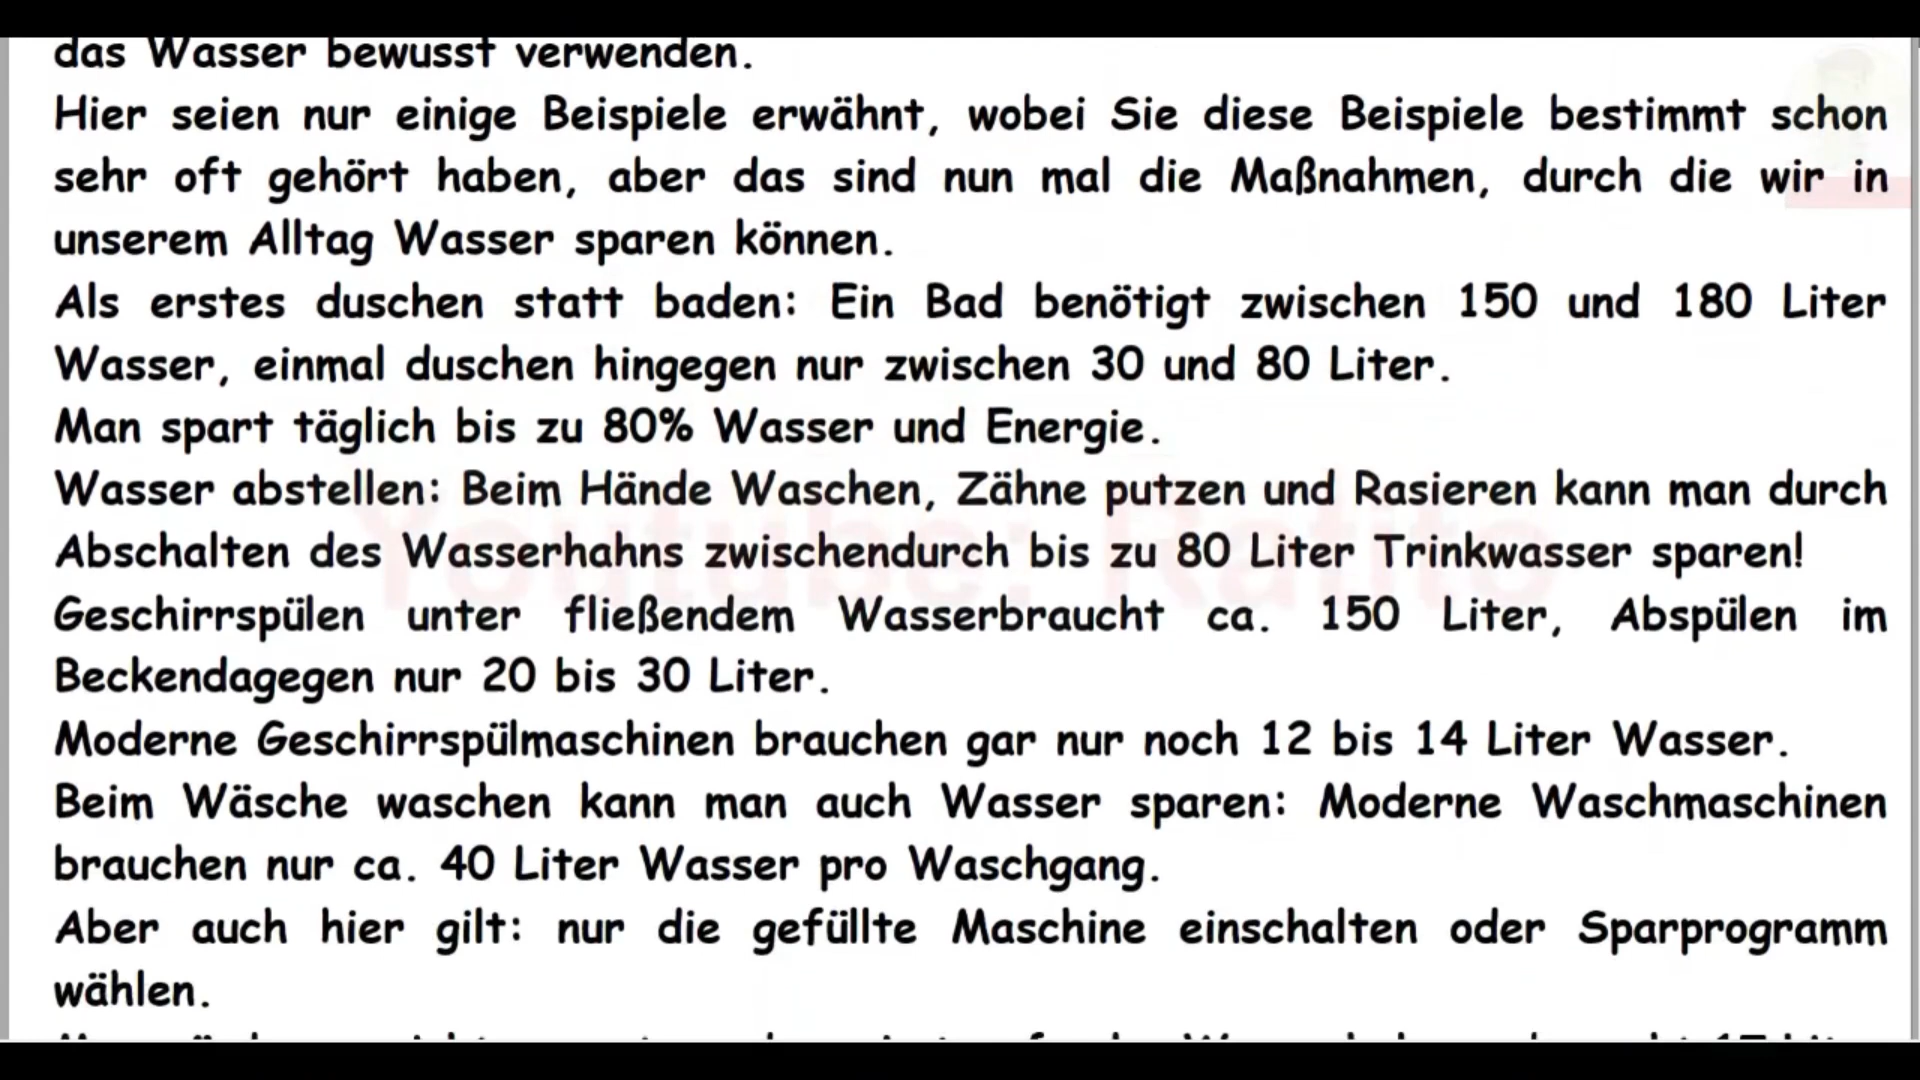 das Wasser bewusst verwenden.
Hier seien nur einige Beispiele erwähnt, wobei Sie diese Beispiele bestimmt schon
sehr oft gehört haben, aber das sind nun mal die Maßnahmen, durch die wir in
unserem Alltag Wasser sparen können.
Als erstes duschen statt baden: Ein Bad benötigt zwischen 150 und 180 Liter
Wasser, einmal duschen hingegen nur zwischen 30 und 80 Liter.
Man spart täglich bis zu 80% Wasser und Energie.
Wasser abstellen: Beim Hände Waschen, Zähne putzen und Rasieren kann man durch
Abschalten des Wasserhahns zwischendurch bis zu 80 Liter Trinkwasser sparen!
Youtube: Rafito
Geschirrspülen unter fließendem Wasserbraucht ca. 150 Liter, Abspülen im
Beckendagegen nur 20 bis 30 Liter.
Moderne Geschirrspülmaschinen brauchen gar nur noch 12 bis 14 Liter Wasser.
Beim Wäsche waschen kann man auch Wasser sparen: Moderne Waschmaschinen
brauchen nur ca. 40 Liter Wasser pro Waschgang.
Aber auch hier gilt: nur die gefüllte Maschine einschalten oder Sparprogramm
wählen.